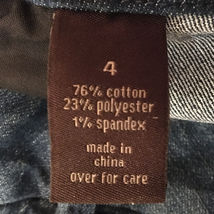 4
76% cotton
23% polyester
1% spandex
made in
china
over for care